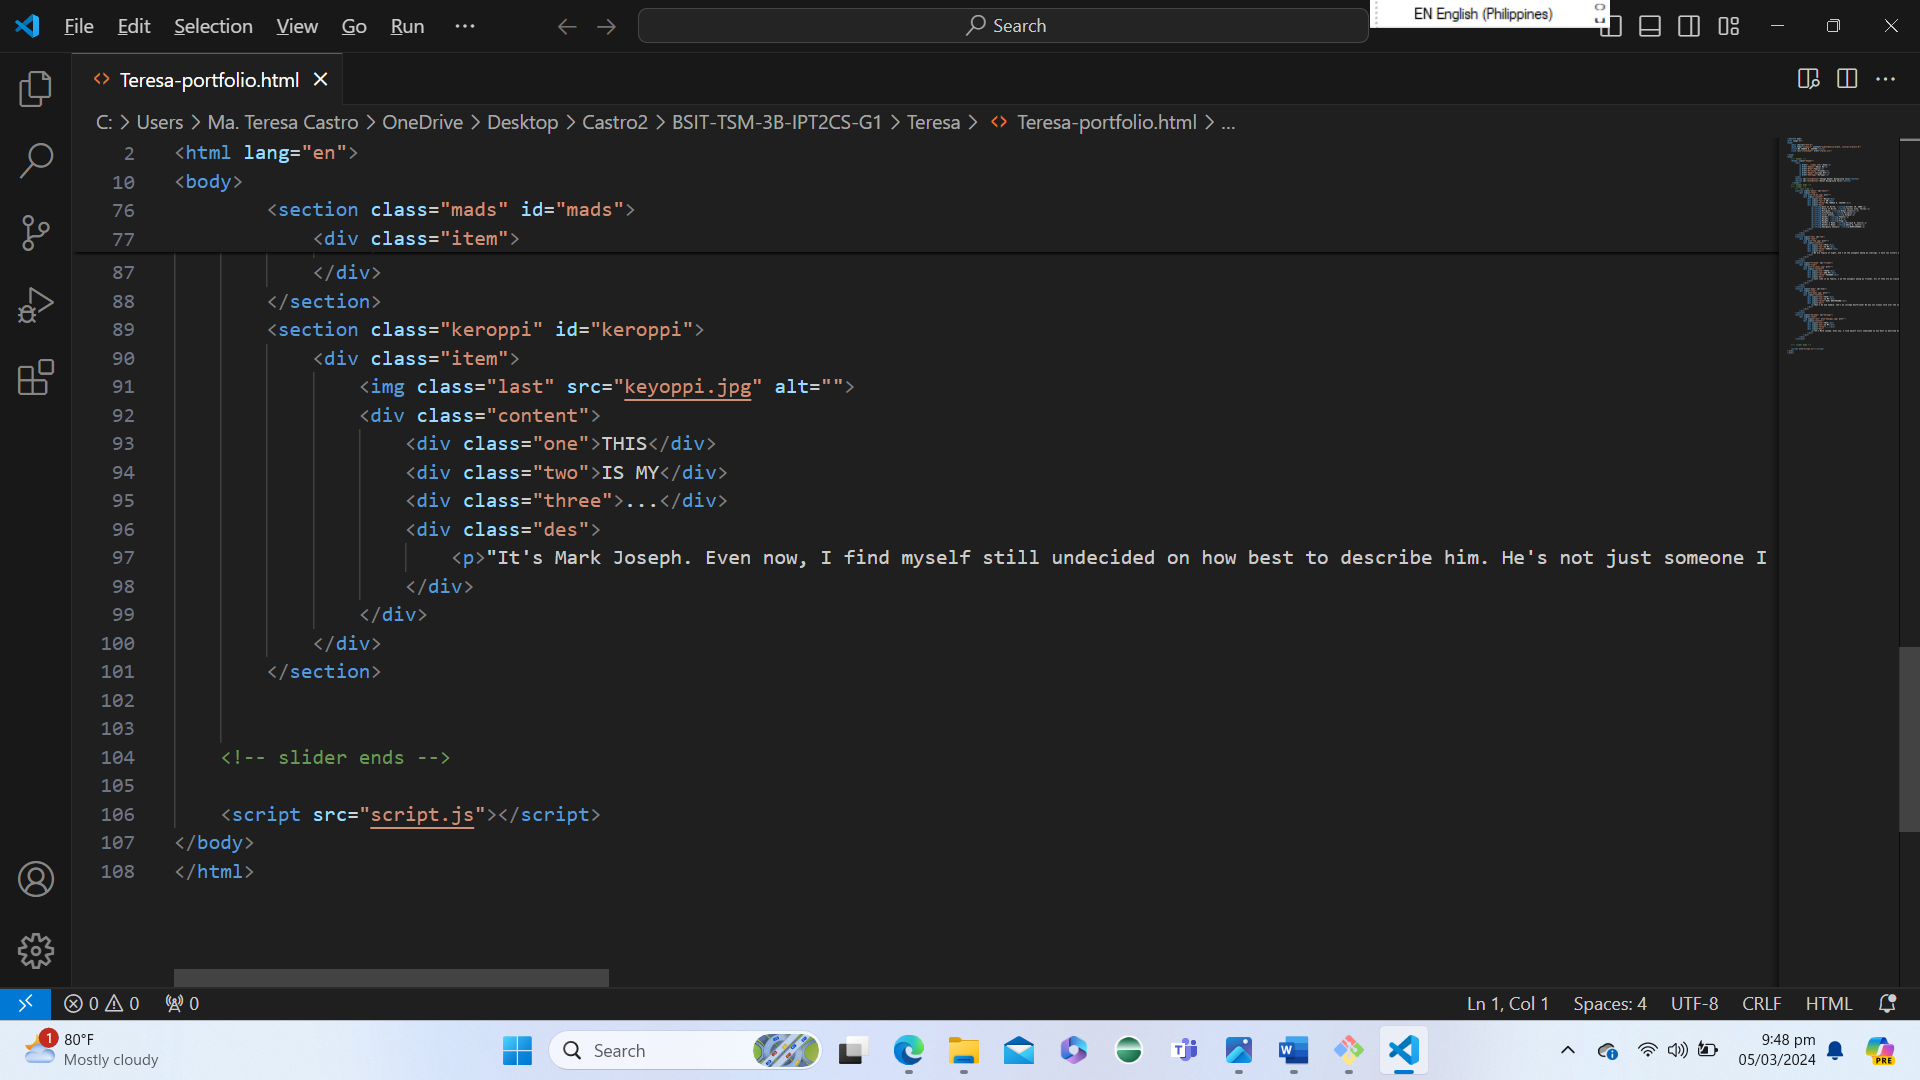 File Edit Selection View Go Run ... Search EN English (Philippines)
Teresa-portfolio.html
C: > Users > Ma. Teresa Castro > OneDrive > Desktop > Castro2 > BSIT-TSM-3B-IPT2CS-G1 > Teresa > <> Teresa-portfolio.html > ...
2 <html lang="en">
10 <body>
76 <section class="mads" id="mads">
77 <div class="item">
87 </div>
88 </section>
89 <section class="keroppi" id="keroppi">
90 <div class="item">
91 <img class="last" src="keyoppi.jpg" alt="">
92 <div class="content">
93 <div class="one">THIS</div>
94 <div class="two">IS MY</div>
95 <div class="three">...</div>
96 <div class="des">
97 <p>"It's Mark Joseph. Even now, I find myself still undecided on how best to describe him. He's not just someone I
98 </div>
99 </div>
100 </div>
101 </section>
102
103
104 <!-- slider ends -->
105
106 <script src="script.js"></script>
107 </body>
108 </html>
0 0 0 Ln 1, Col 1 Spaces: 4 UTF-8 CRLF HTML
1 80°F
Mostly cloudy
Search
9:48 pm
05/03/2024
PRE